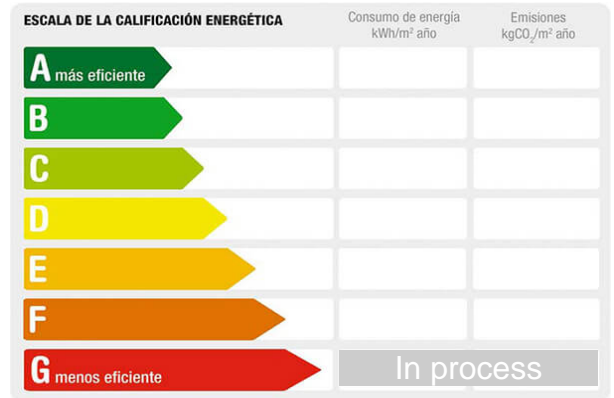 ESCALA DE LA CALIFICACIÓN ENERGÉTICA
Consumo de energía
kWh/m² año
Emisiones
kgCO₂/m² año
A más eficiente
B
C
D
E
F
G menos eficiente
In process